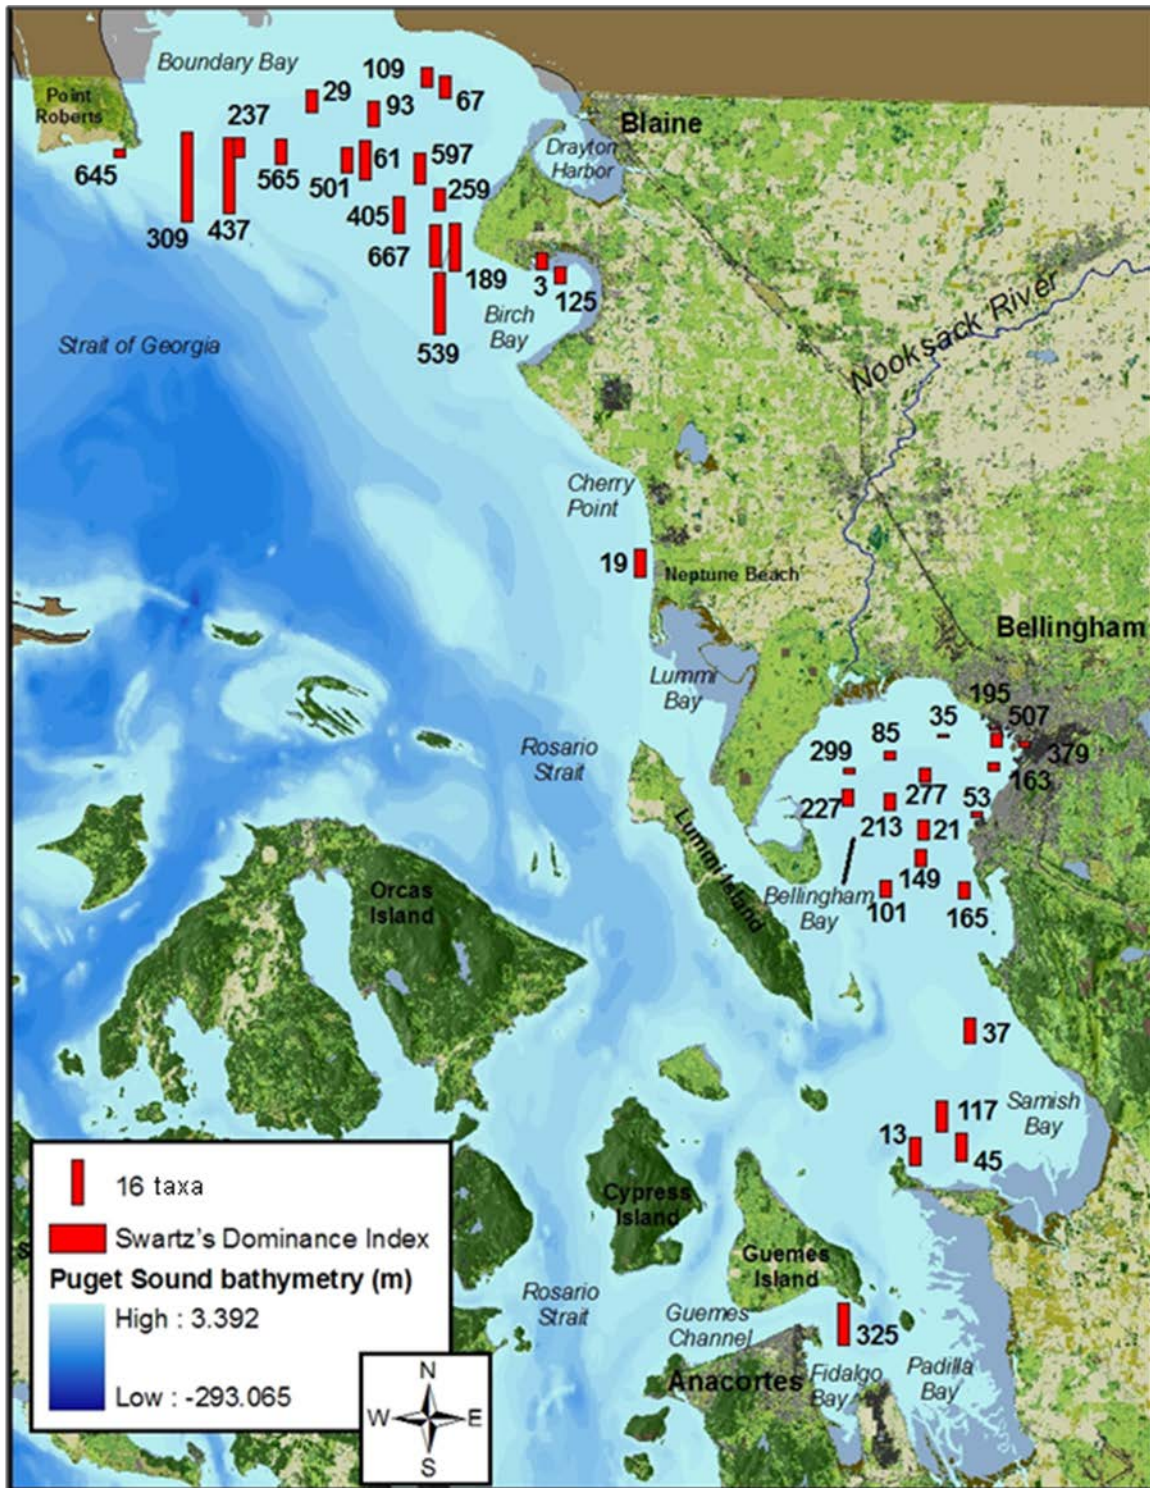 Boundary Bay
109
29
93
67
Point
Roberts
237
Blaine
Drayton
Harbor
645
565
501
61
597
259
405
309
437
667
189
3
125
Birch
Bay
539
Strait of Georgia
Nooksack River
Cherry
Point
19
Neptune Beach
Bellingham
Lummi
Bay
195
35
507
85
379
299
163
Rosario
Strait
277
53
227
213
21
149
Lummi Island
Orcas
Island
Bellingham
Bay
101
165
37
117
Samish
Bay
13
45
Cypress
Island
Guemes
Island
Rosario
Strait
Guemes
Channel
325
Anacortes
Fidalgo
Bay
Padilla
Bay
16 taxa
S
Swartz's Dominance Index
Puget Sound bathymetry (m)
High : 3.392
Low : -293.065
N
W
E
S